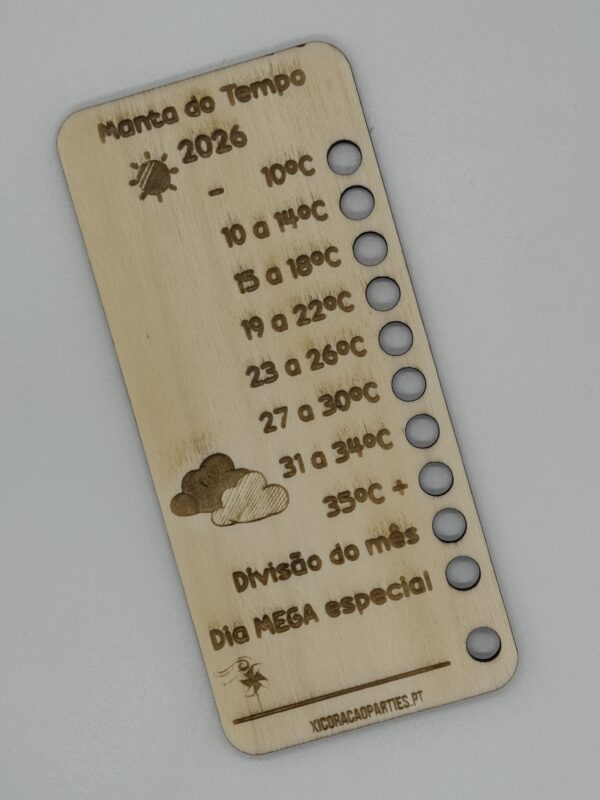 Manta do Tempo
2026
- 10ºC
10 a 14ºC
15 a 18ºC
19 a 22ºC
23 a 26ºC
27 a 30ºC
31 a 34ºC
35ºC +
Divisão do mês
Dia MEGA especial
XICORACAOPARTIES.PT